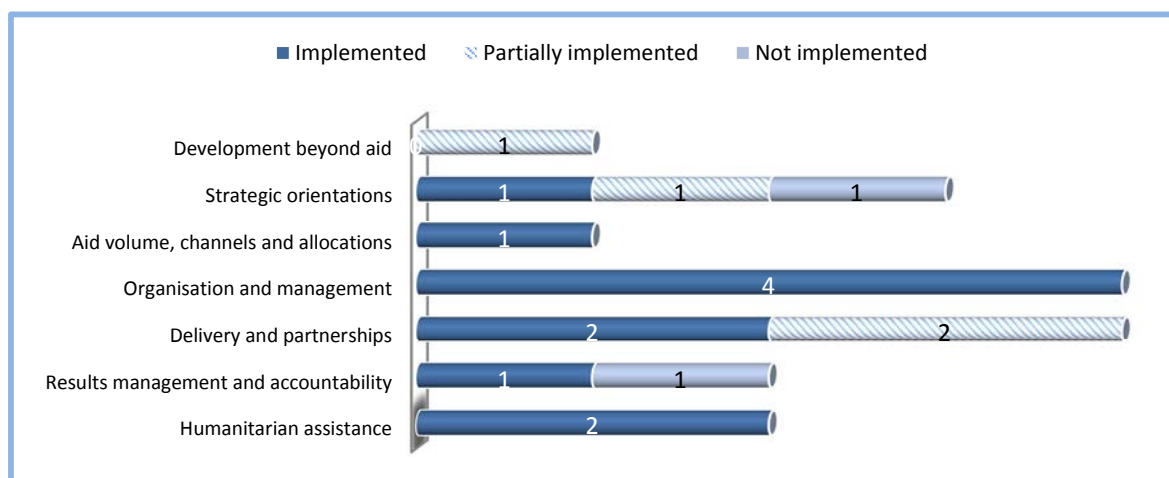 Implemented Partially implemented Not implemented
Development beyond aid 0 1
Strategic orientations 1 1 1
Aid volume, channels and allocations 1
Organisation and management 4
Delivery and partnerships 2 2
Results management and accountability 1 1
Humanitarian assistance 2